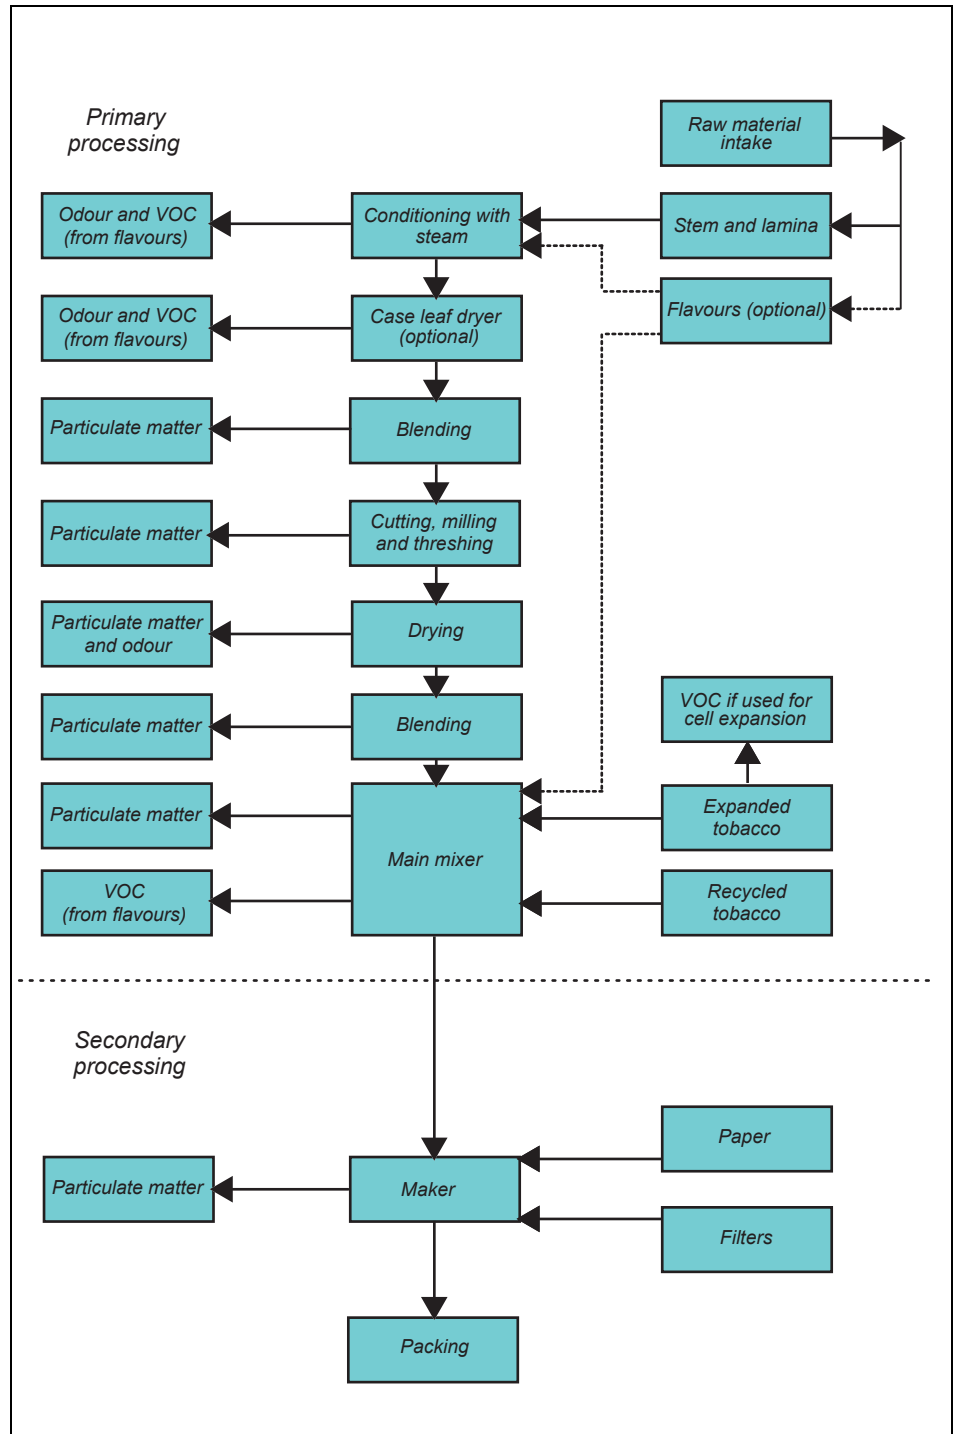 Primary
processing
Raw material
intake
Odour and VOC
(from flavours)
Conditioning with
steam
Stem and lamina
Odour and VOC
(from flavours)
Case leaf dryer
(optional)
Flavours (optional)
Particulate matter
Blending
Particulate matter
Cutting, milling
and threshing
Particulate matter
and odour
Drying
Particulate matter
Blending
VOC if used for
cell expansion
Particulate matter
Main mixer
Expanded
tobacco
VOC
(from flavours)
Recycled
tobacco
Secondary
processing
Paper
Particulate matter
Maker
Filters
Packing